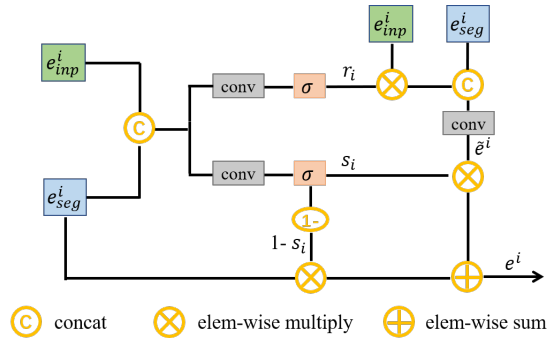 e^i_inp
e^i_seg
e^i_inp
conv
σ
r_i
C
C
conv
ẽ^i
conv
σ
s_i
e^i_seg
1-
1- s_i
e^i
C concat
elem-wise multiply
elem-wise sum